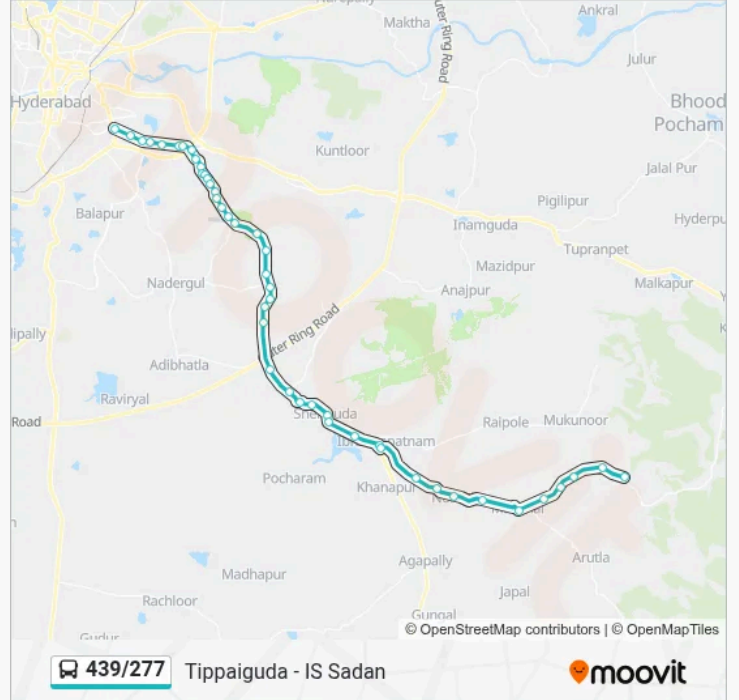 Maktha
Ankral
Outer Ring Road
Julur
Hyderabad
Bhood
Pocham
Kuntloor
Jalal Pur
Pigilipur
Balapur
Inamguda
Hyderpu
Tupranpet
Mazidpur
Nadergul
Anajpur
Malkapur
Outer Ring Road
Adibhatla
Raviryal
Road
Raipole
Mukunoor
Pocharam
Khanapur
Agapally
Arutla
Madhapur
Japal
Rachloor
Gungal
Gudur
© OpenStreetMap contributors | © OpenMapTiles
439/277 Tippaiguda - IS Sadan
moovit